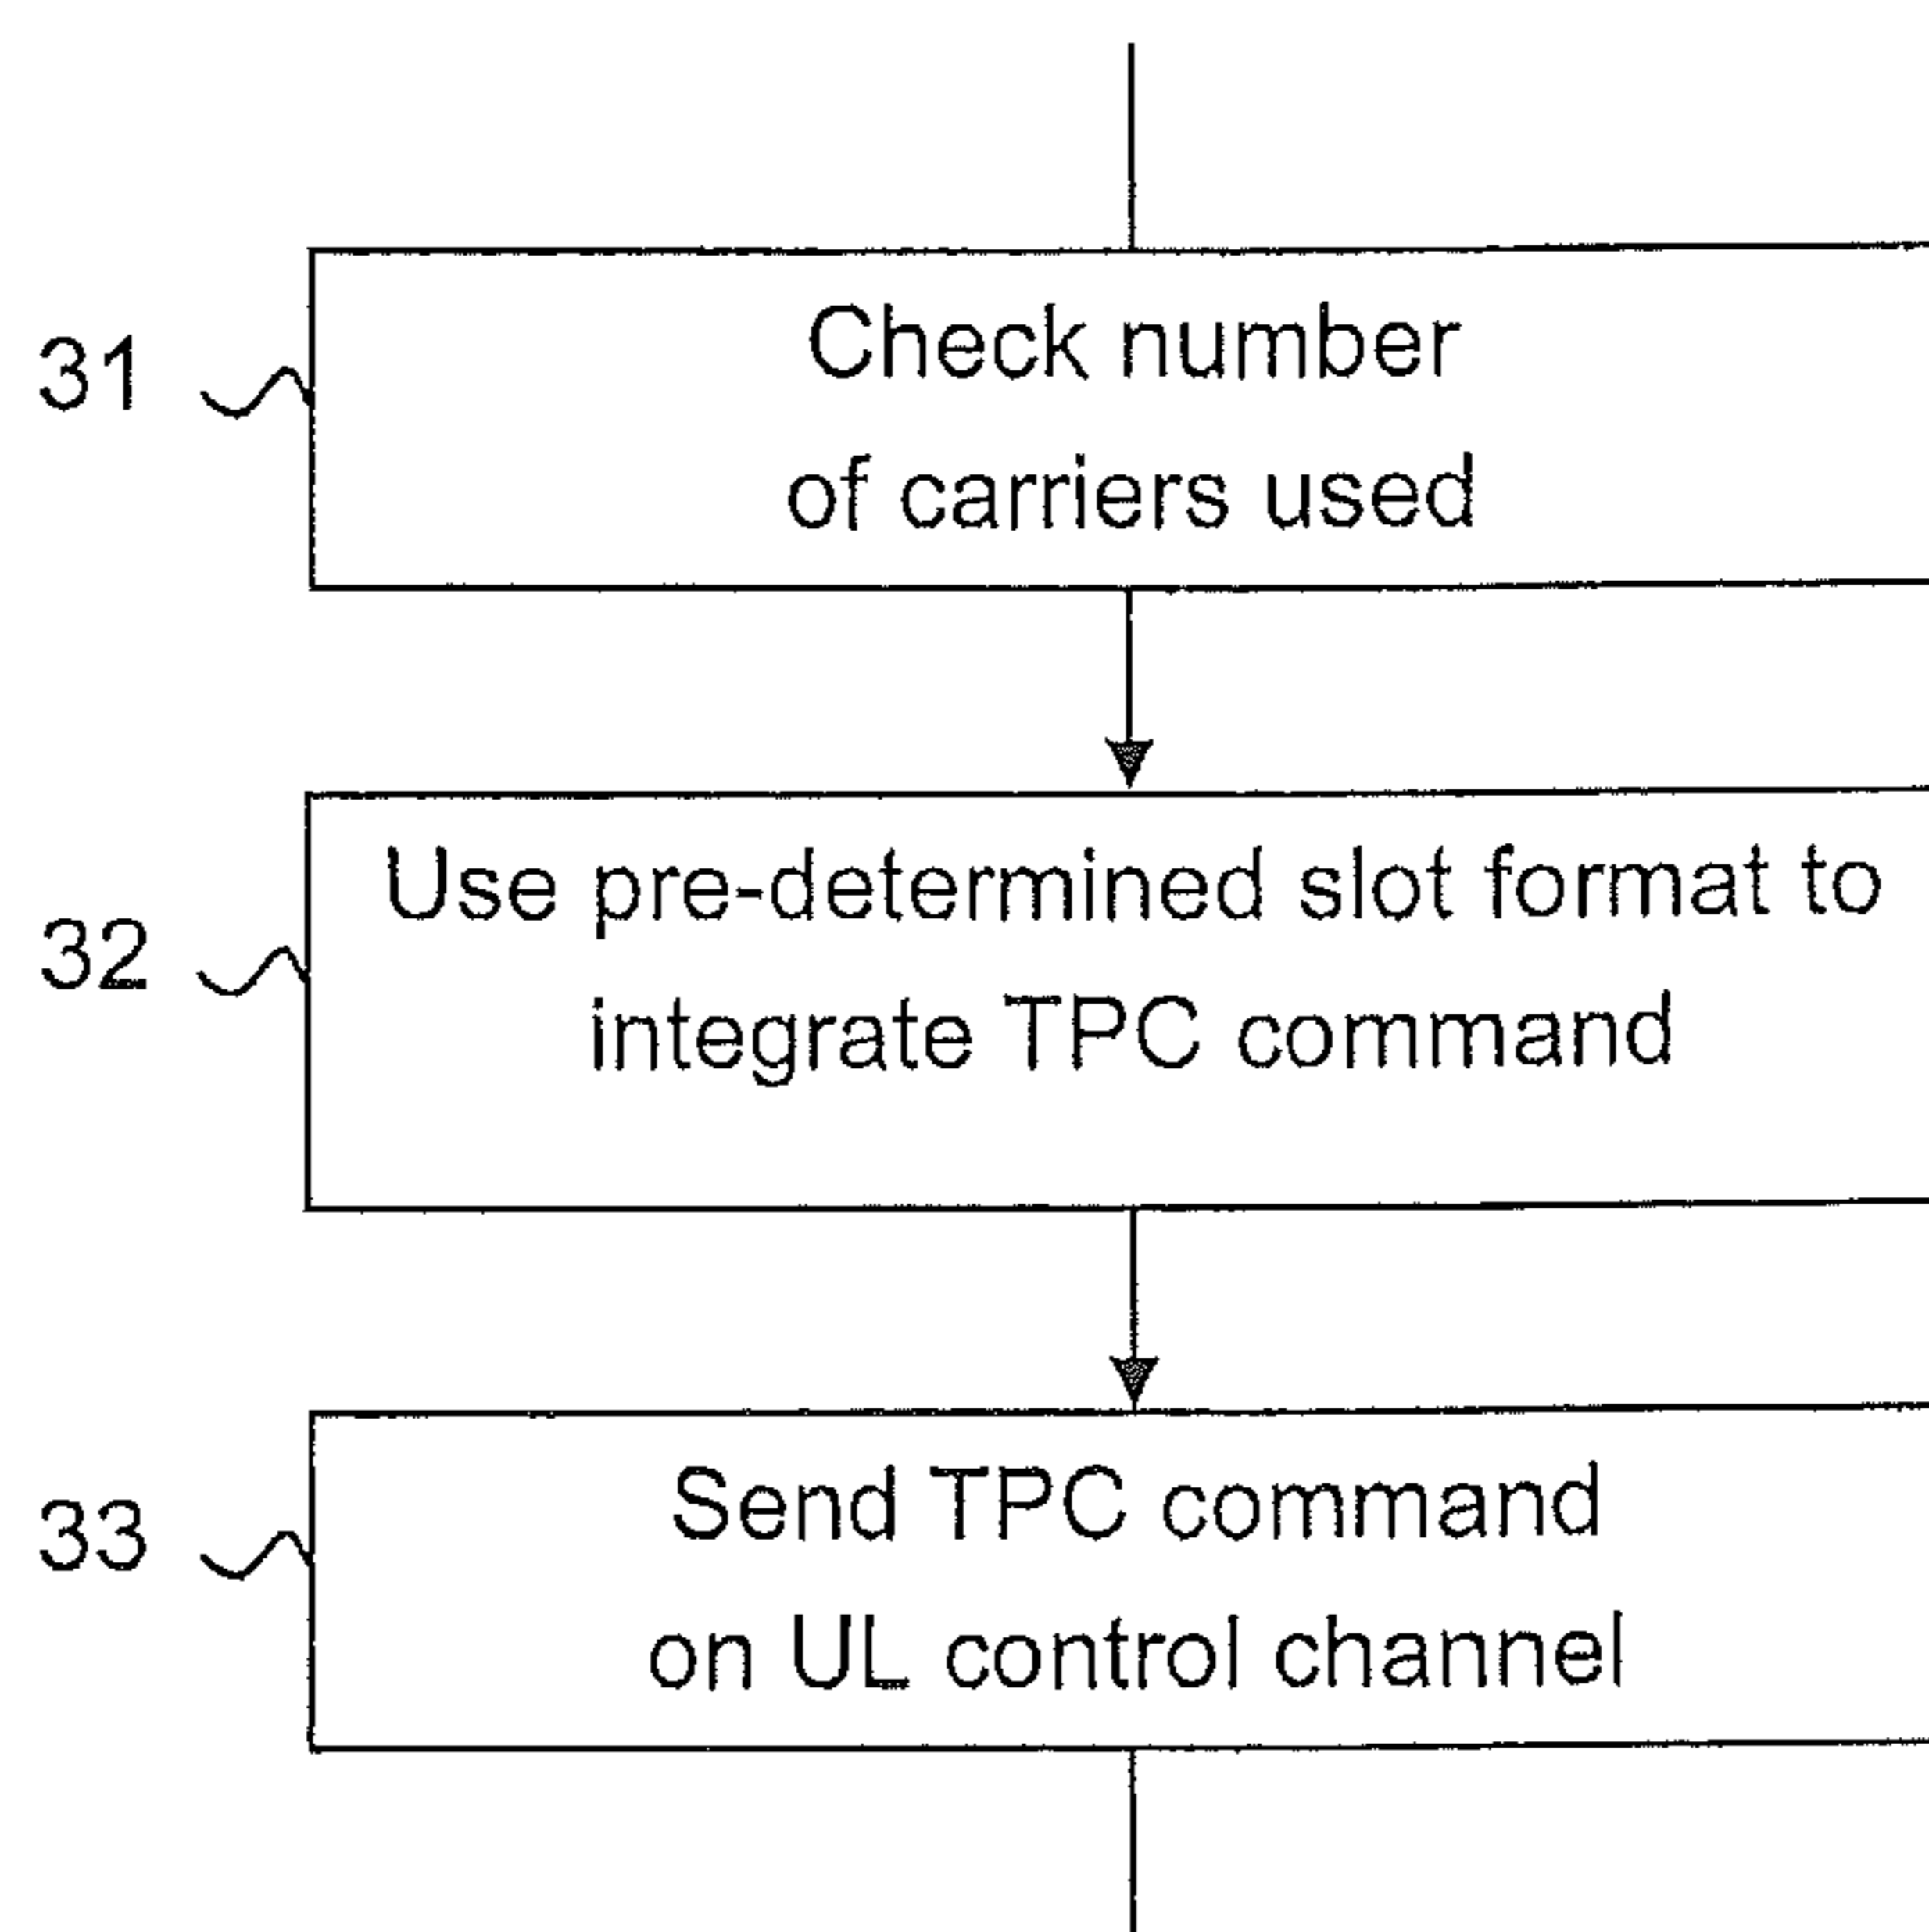 31
Check number
of carriers used
32
Use pre-determined slot format to
integrate TPC command
33
Send TPC command
on UL control channel